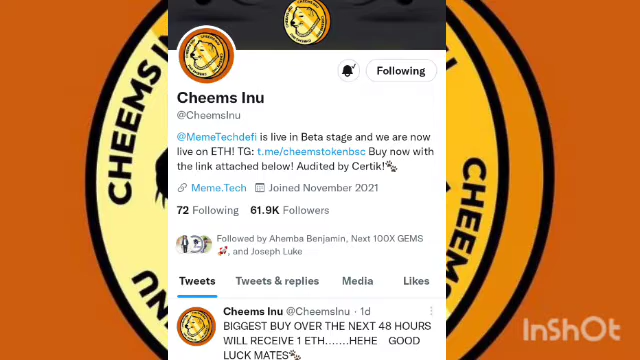 CHEEMS INU
Following
Cheems Inu
@CheemsInu
@MemeTechdefi is live in Beta stage and we are now
live on ETH! TG: t.me/cheemstokenbsc Buy now with
the link attached below! Audited by Certik!🐾
Meme.Tech Joined November 2021
72 Following 61.9K Followers
Followed by Ahemba Benjamin, Next 100X GEMS
🚀, and Joseph Luke
Tweets Tweets & replies Media Likes
Cheems Inu @CheemsInu · 1d
BIGGEST BUY OVER THE NEXT 48 HOURS
WILL RECEIVE 1 ETH.......HEHE GOOD
LUCK MATES🐾
CHEEMS
INU
InShOt